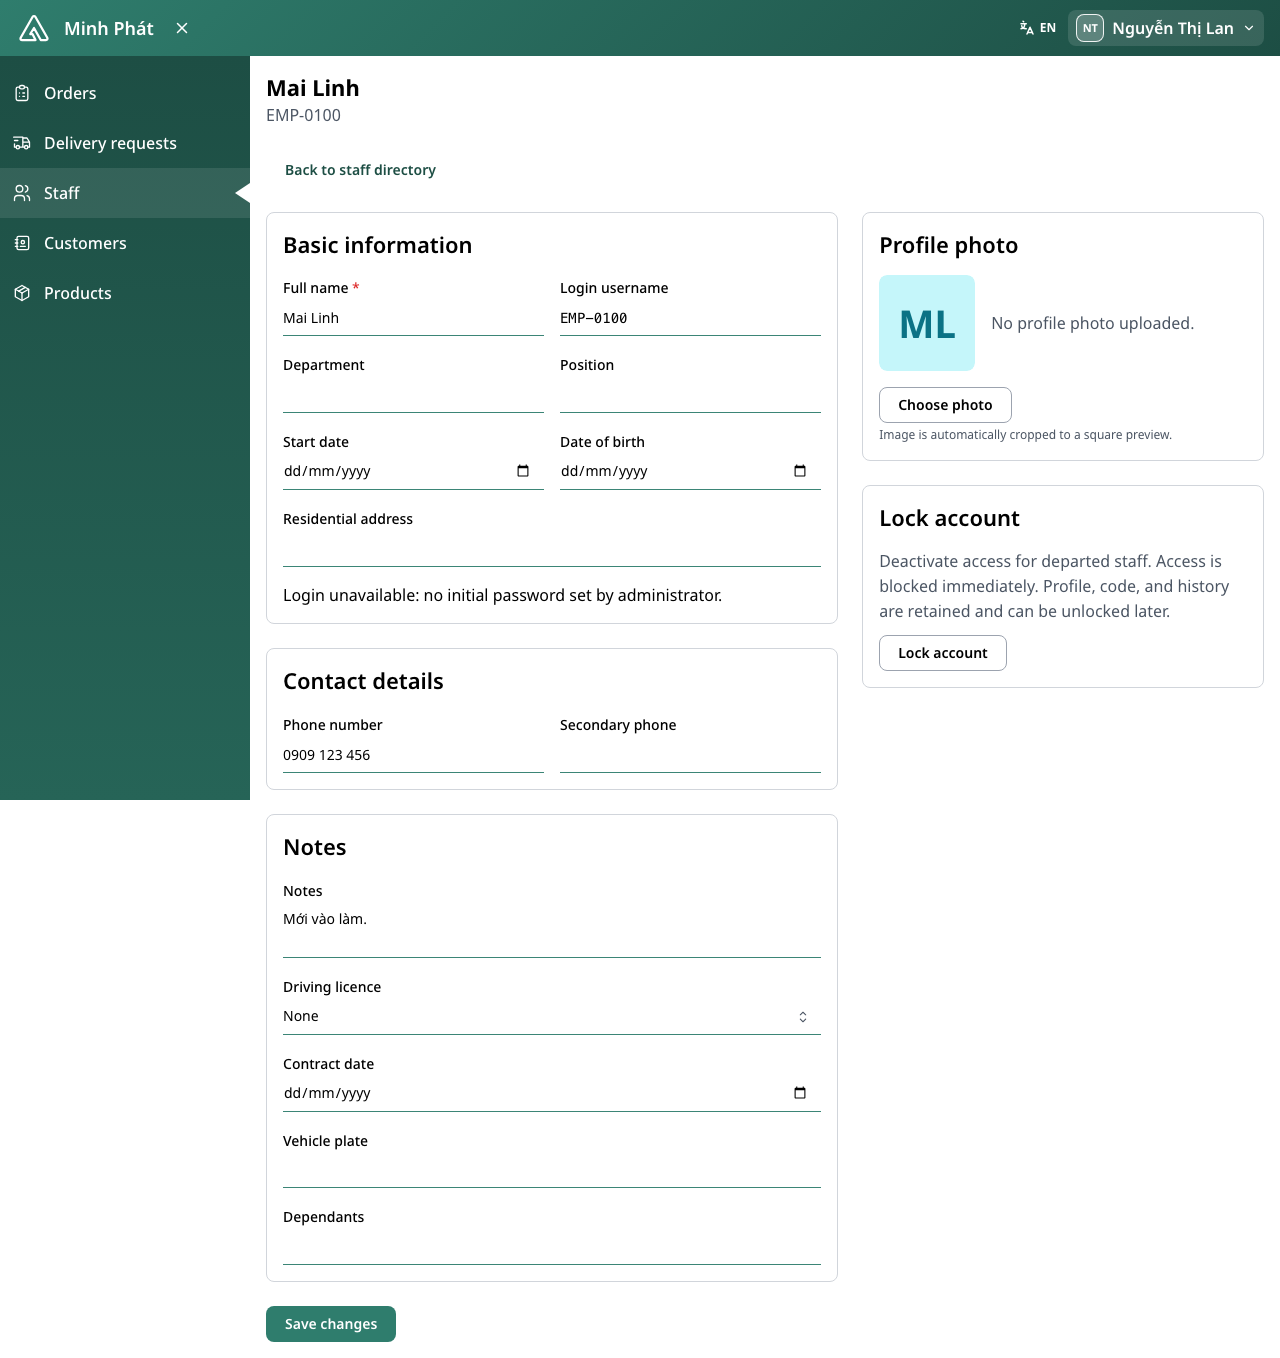 Minh Phát
EN
NT
Nguyễn Thị Lan
Orders
Delivery requests
Staff
Customers
Products
Mai Linh
EMP-0100
Back to staff directory
Basic information
Full name *
Mai Linh
Login username
EMP-0100
Department
Position
Start date
dd/mm/yyyy
Date of birth
dd/mm/yyyy
Residential address
Login unavailable: no initial password set by administrator.
Contact details
Phone number
0909 123 456
Secondary phone
Notes
Notes
Mới vào làm.
Driving licence
None
Contract date
dd/mm/yyyy
Vehicle plate
Dependants
Save changes
Profile photo
ML
No profile photo uploaded.
Choose photo
Image is automatically cropped to a square preview.
Lock account
Deactivate access for departed staff. Access is
blocked immediately. Profile, code, and history
are retained and can be unlocked later.
Lock account